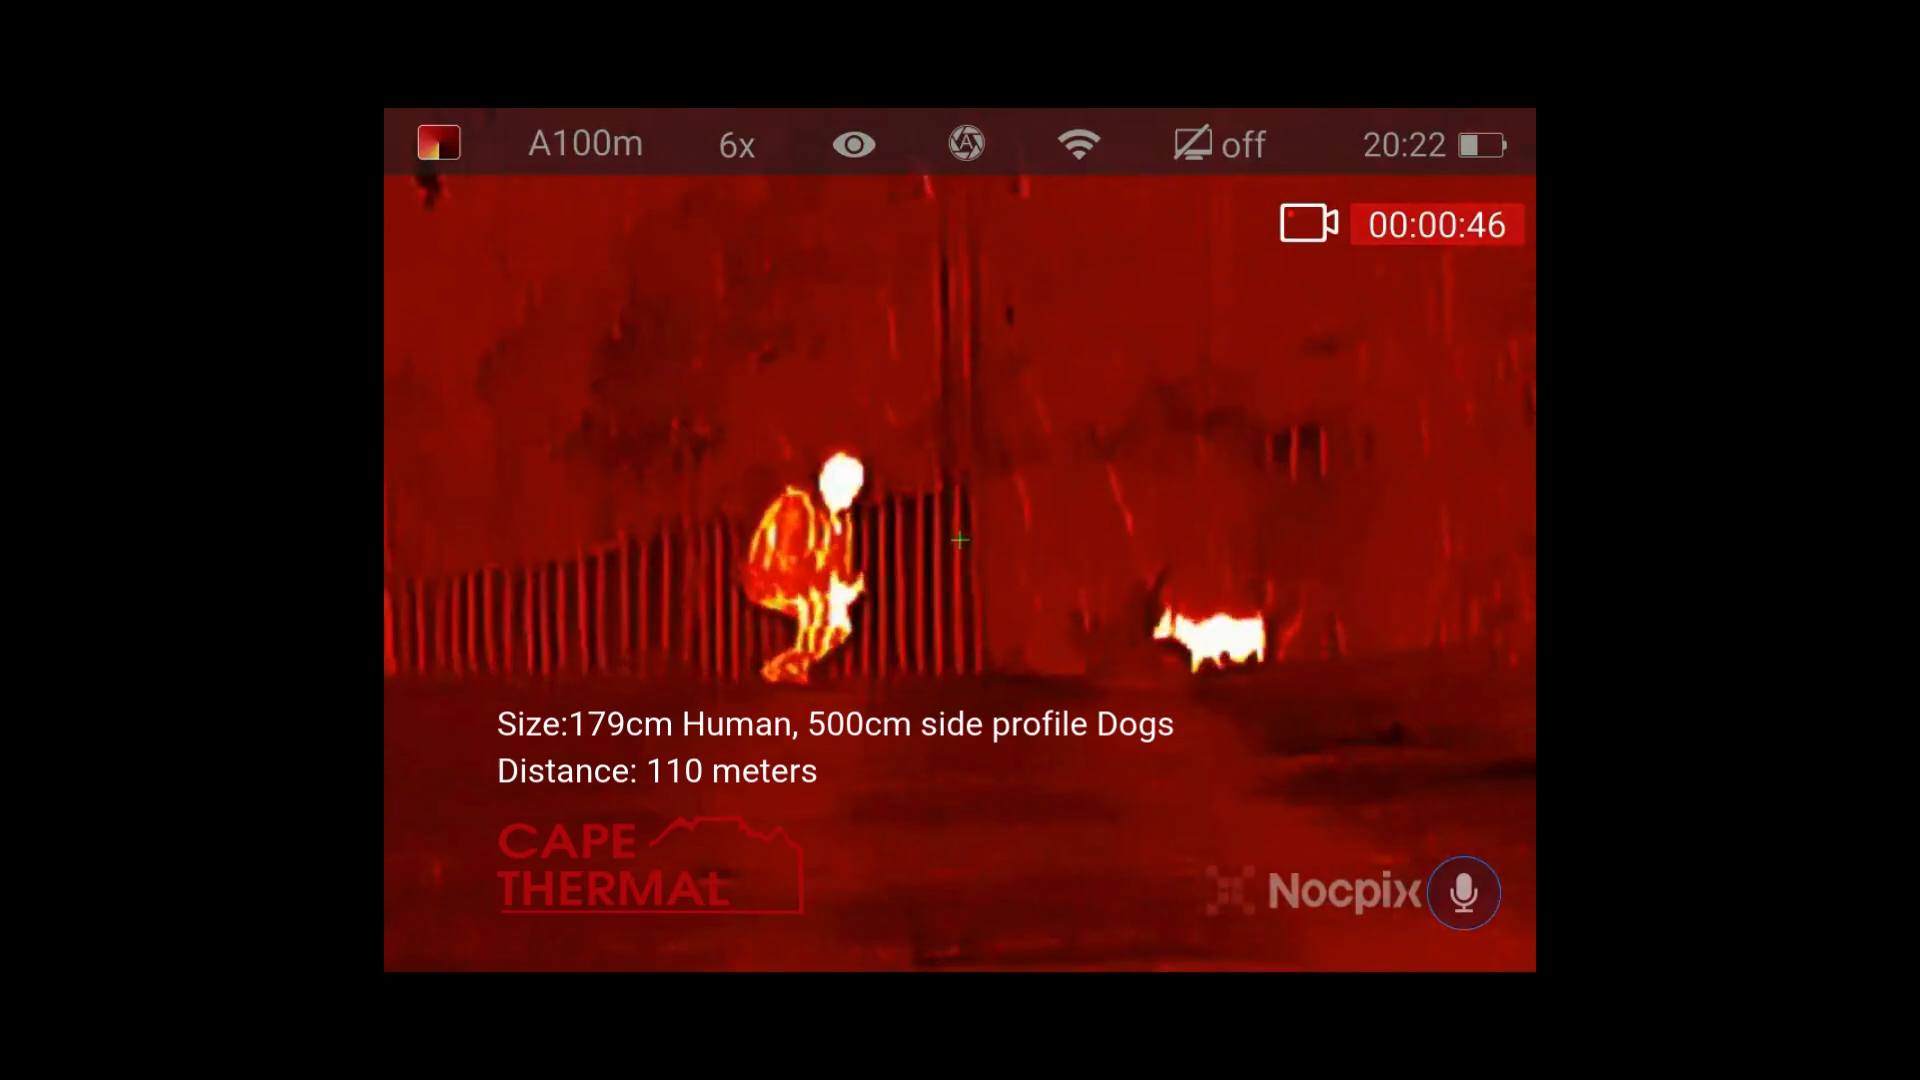 A100m 6x A off 20:22
00:00:46
Size:179cm Human, 500cm side profile Dogs
Distance: 110 meters
CAPE
THERMAL
Nocpix